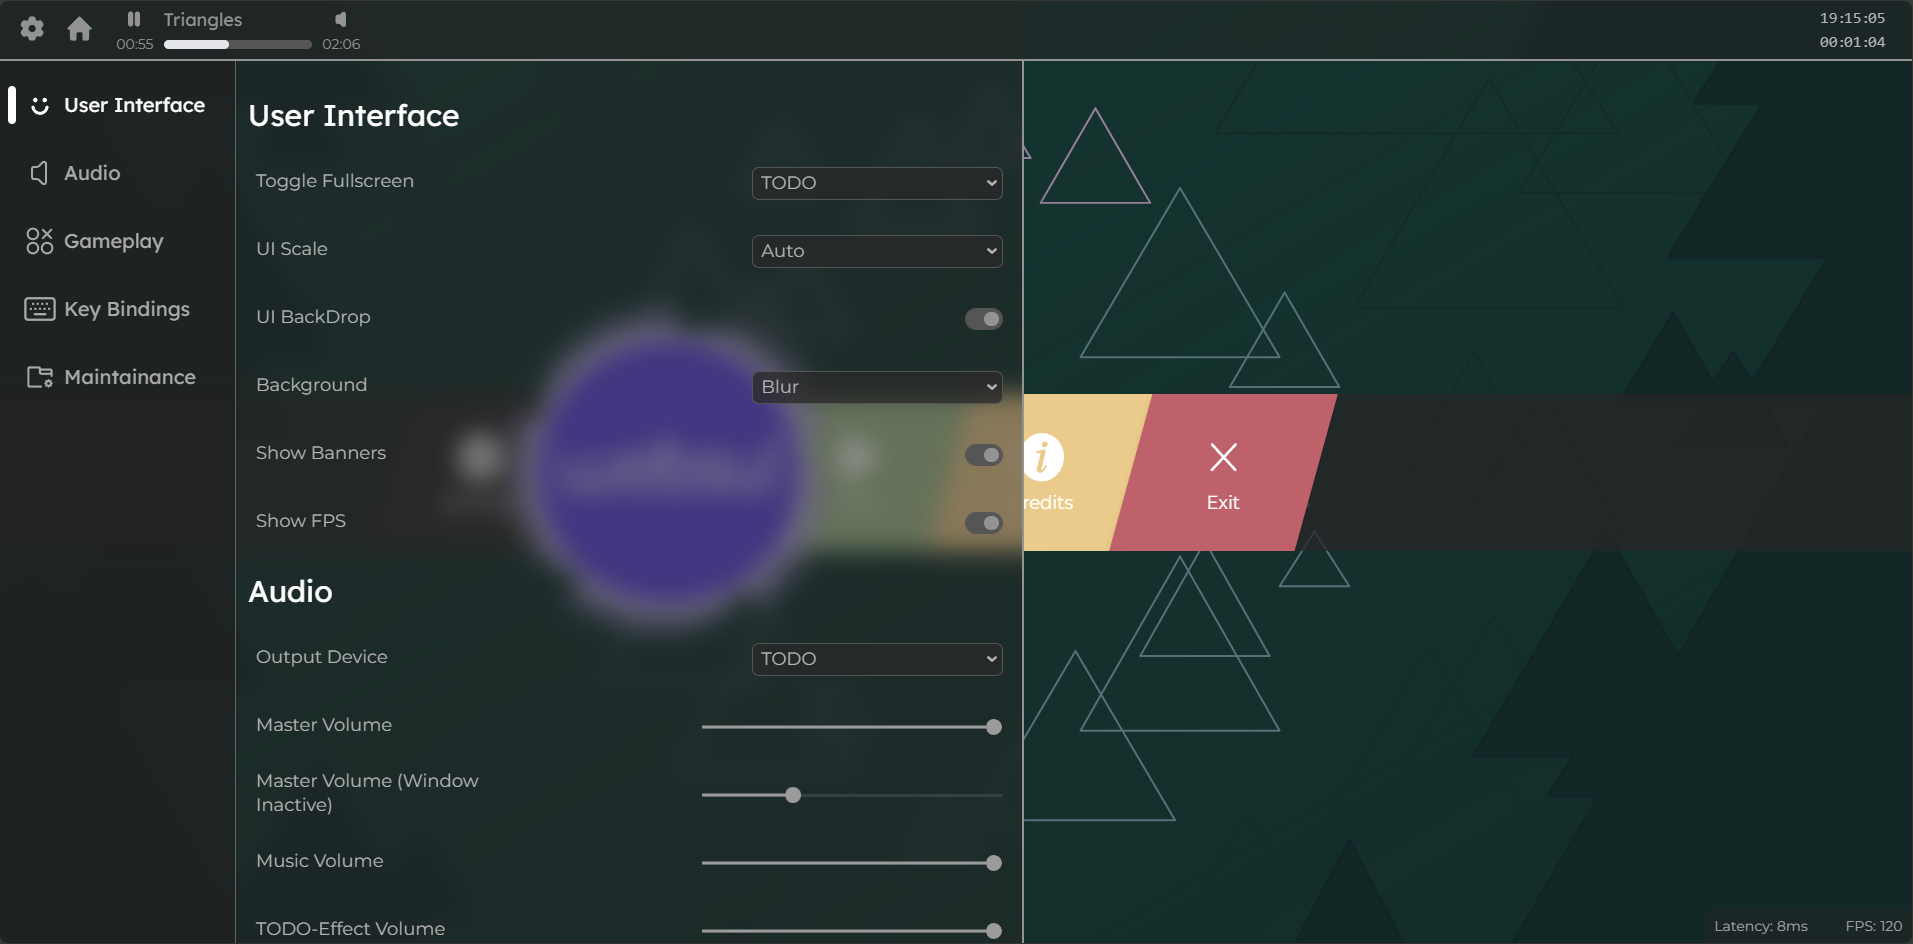 Triangles
00:55
02:06
19:15:05
00:01:04
User Interface
Audio
Gameplay
Key Bindings
Maintainance
User Interface
Toggle Fullscreen
TODO
UI Scale
Auto
UI BackDrop
Background
Blur
Show Banners
Show FPS
Audio
Output Device
TODO
Master Volume
Master Volume (Window
Inactive)
Music Volume
TODO-Effect Volume
redits
Exit
Latency: 8ms
FPS: 120